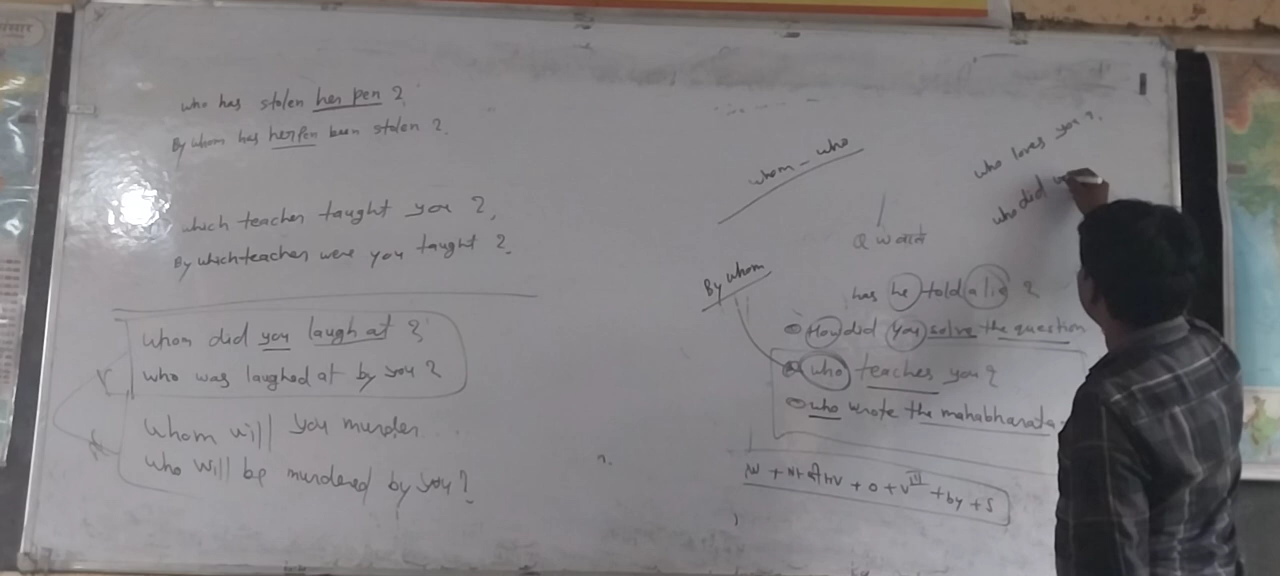 who has stolen her pen ?
By whom has her pen been stolen ?
which teacher taught you ?
By which teacher were you taught ?
whom did you laugh at ?
who was laughed at by you ?
whom will you murder
who will be murdered by you ?
whom - who
who loves you ?
who did
Q W वाले
By whom
has he told a lie ?
How did you solve the question
who teaches you ?
who wrote the mahabharata
+ O + V III + by + S